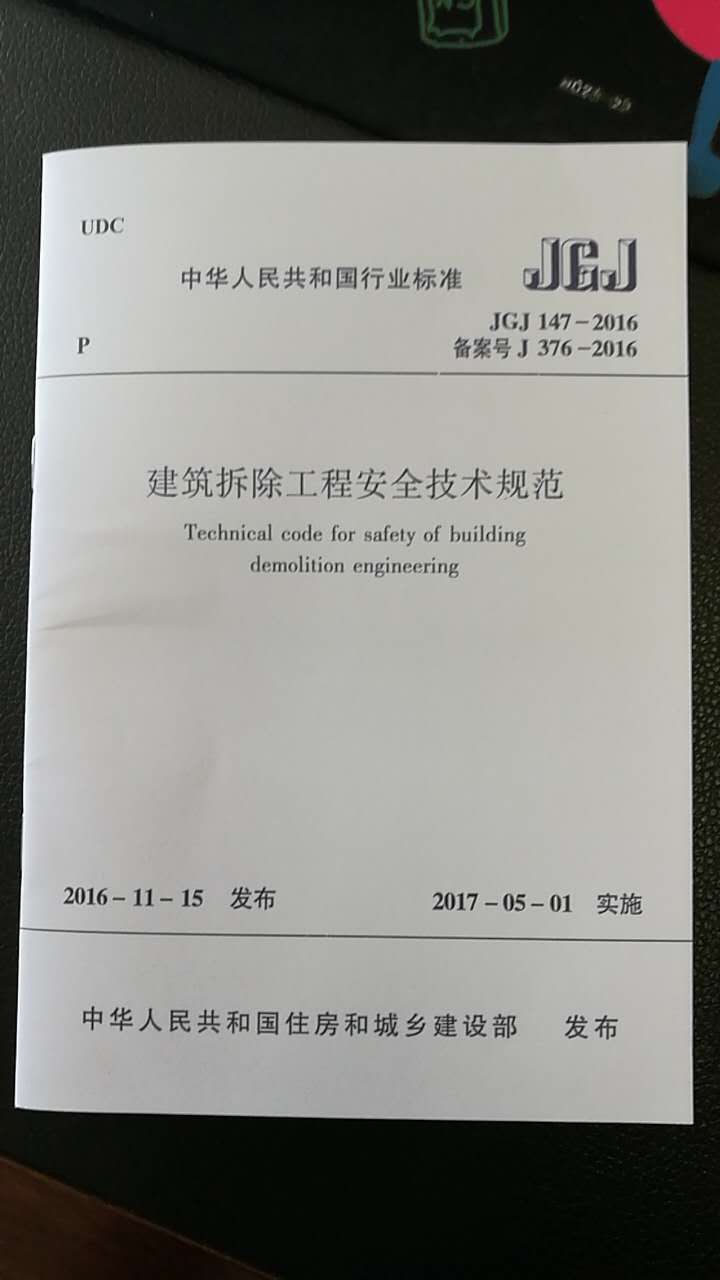 UDC
中华人民共和国行业标准
JGJ
JGJ 147-2016
P
备案号 J 376-2016
建筑拆除工程安全技术规范
Technical code for safety of building
demolition engineering
2016-11-15 发布
2017-05-01 实施
中华人民共和国住房和城乡建设部 发布